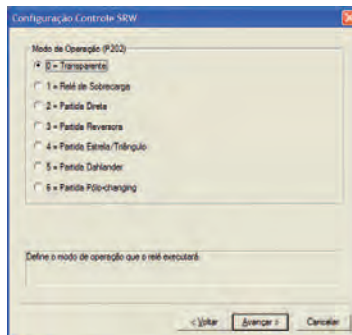 Configuração Controle SRW
Modo de Operação (P202)
0 = Transparente
1 = Relé de Sobrecarga
2 = Partida Direta
3 = Partida Reversora
4 = Partida Estrela/Triângulo
5 = Partida Dahlander
6 = Partida Pólo-changing
Define o modo de operação que o relé executará.
< Voltar
Avançar >
Cancelar